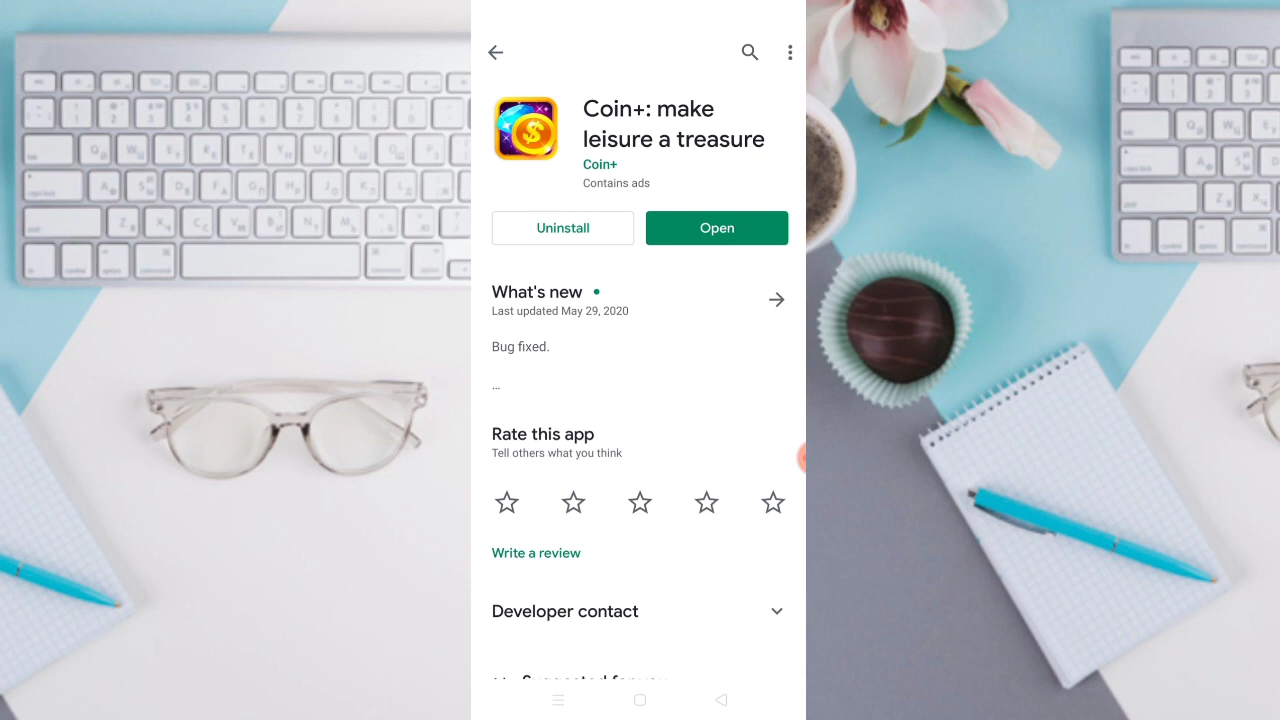 Coin+: make
leisure a treasure
Coin+
Contains ads
Uninstall
Open
What's new
Last updated May 29, 2020
Bug fixed.
...
Rate this app
Tell others what you think
Write a review
Developer contact